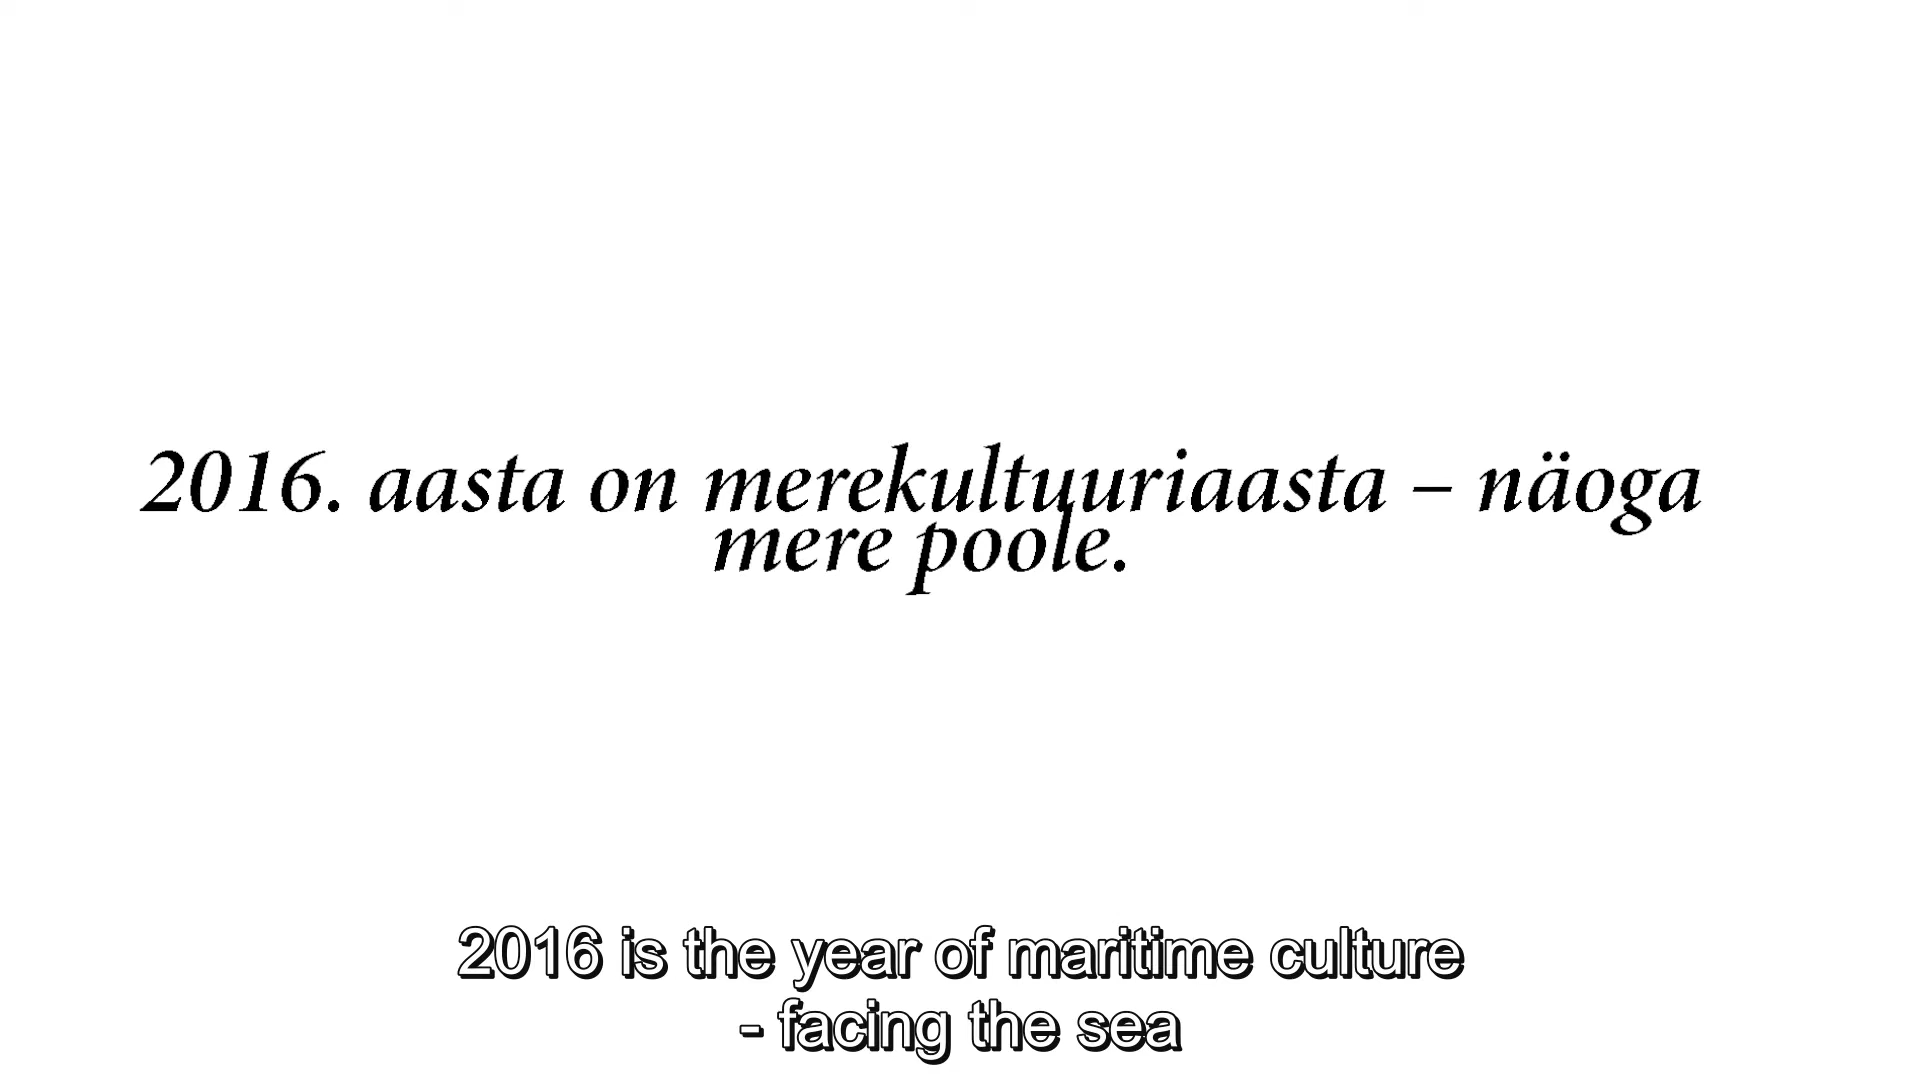 2016. aasta on merekultuuriaasta – näoga
mere poole.
2016 is the year of maritime culture
- facing the sea